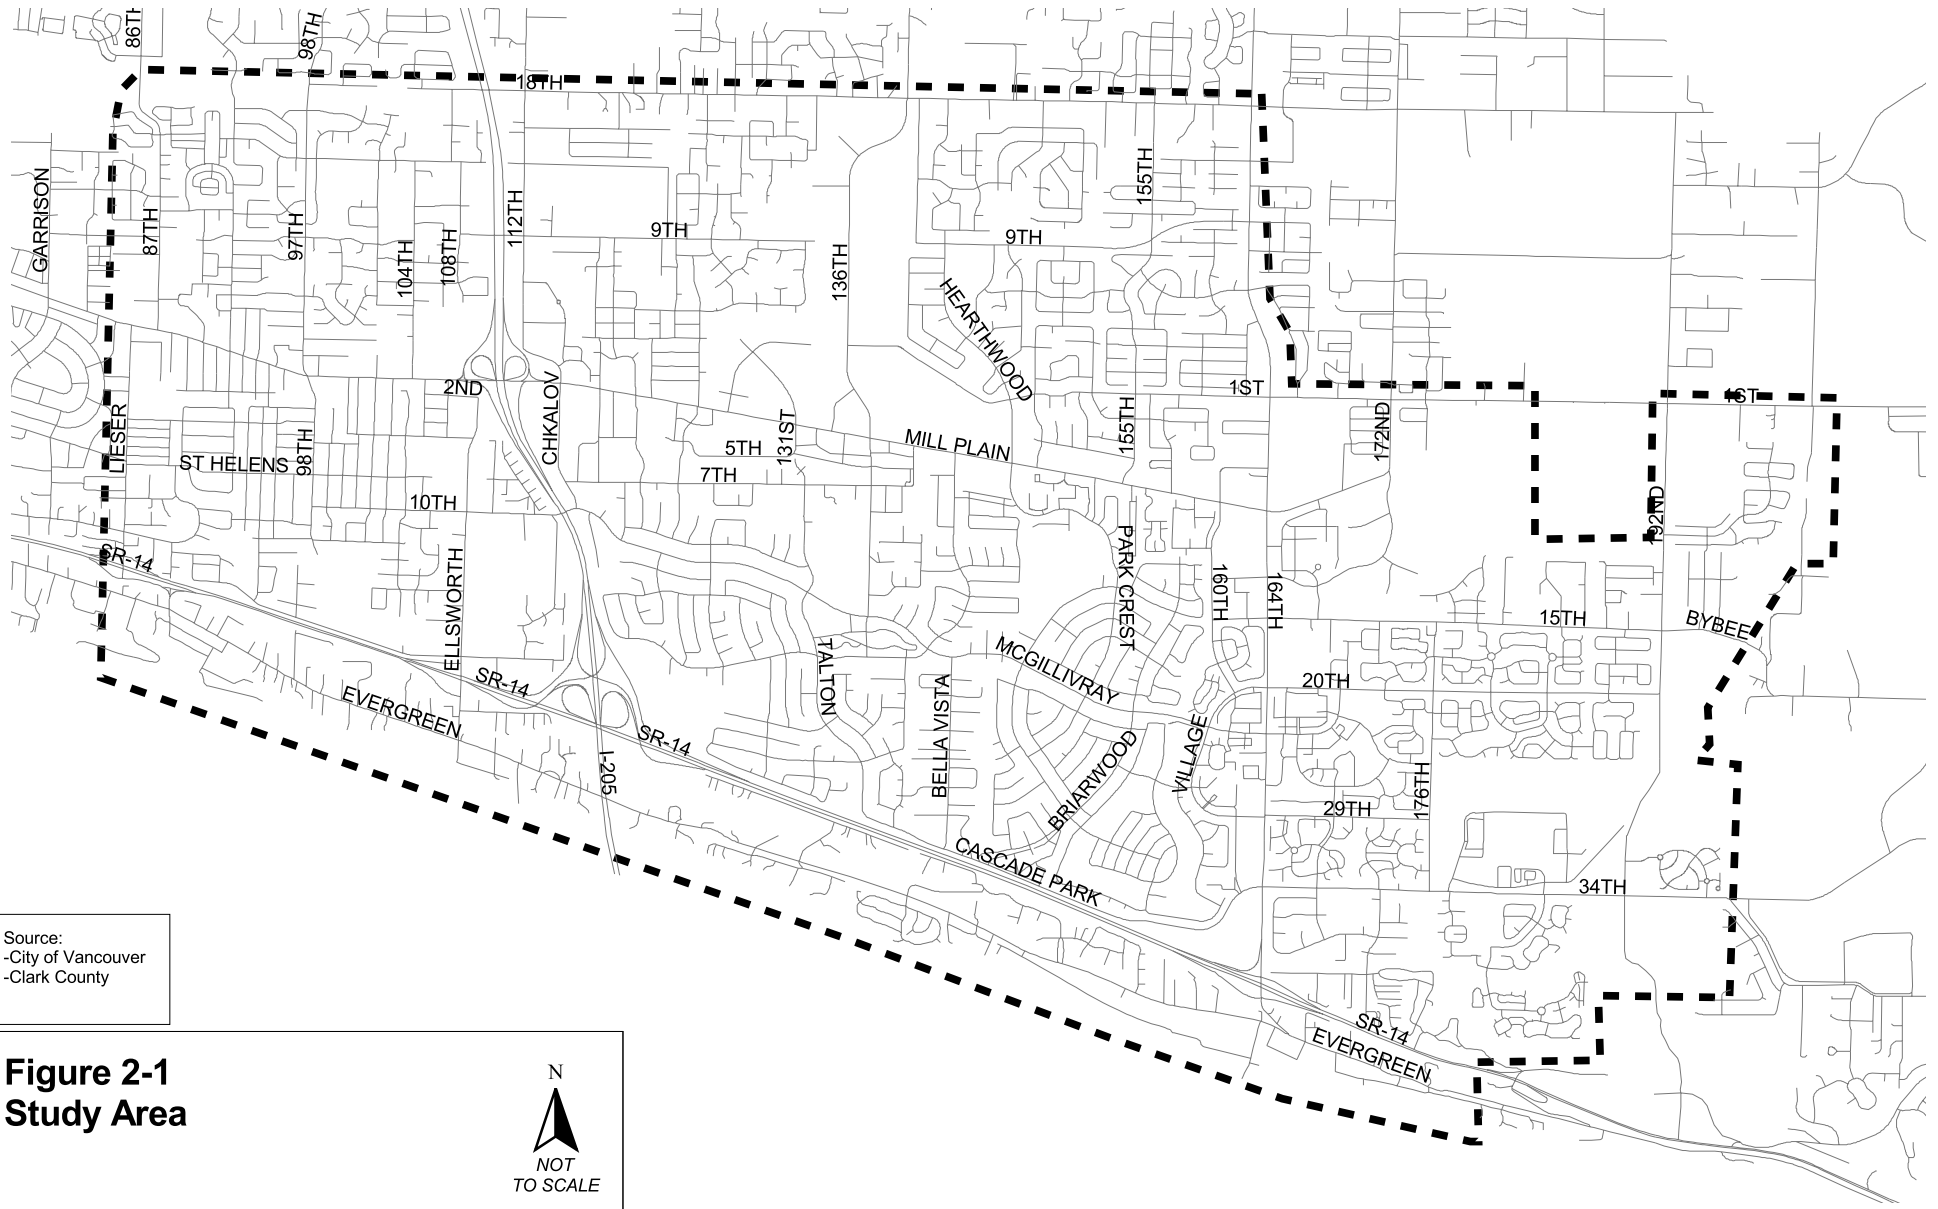 86TH
98TH
18TH
GARRISON
87TH
97TH
104TH
108TH
112TH
9TH
136TH
9TH
155TH
HEARTHWOOD
2ND
CHKALOV
1ST
1ST
LIESER
ST HELENS
98TH
5TH
131ST
MILL PLAIN
155TH
172ND
7TH
10TH
192ND
SR-14
ELLSWORTH
PARK CREST
160TH
164TH
15TH
BYBEE
SR-14
EVERGREEN
TALTON
MCGILLIVRAY
20TH
SR-14
I-205
BELLA VISTA
BRIARWOOD
VILLAGE
176TH
29TH
CASCADE PARK
34TH
SR-14
EVERGREEN
Source:
-City of Vancouver
-Clark County
Figure 2-1
Study Area
N
NOT
TO SCALE